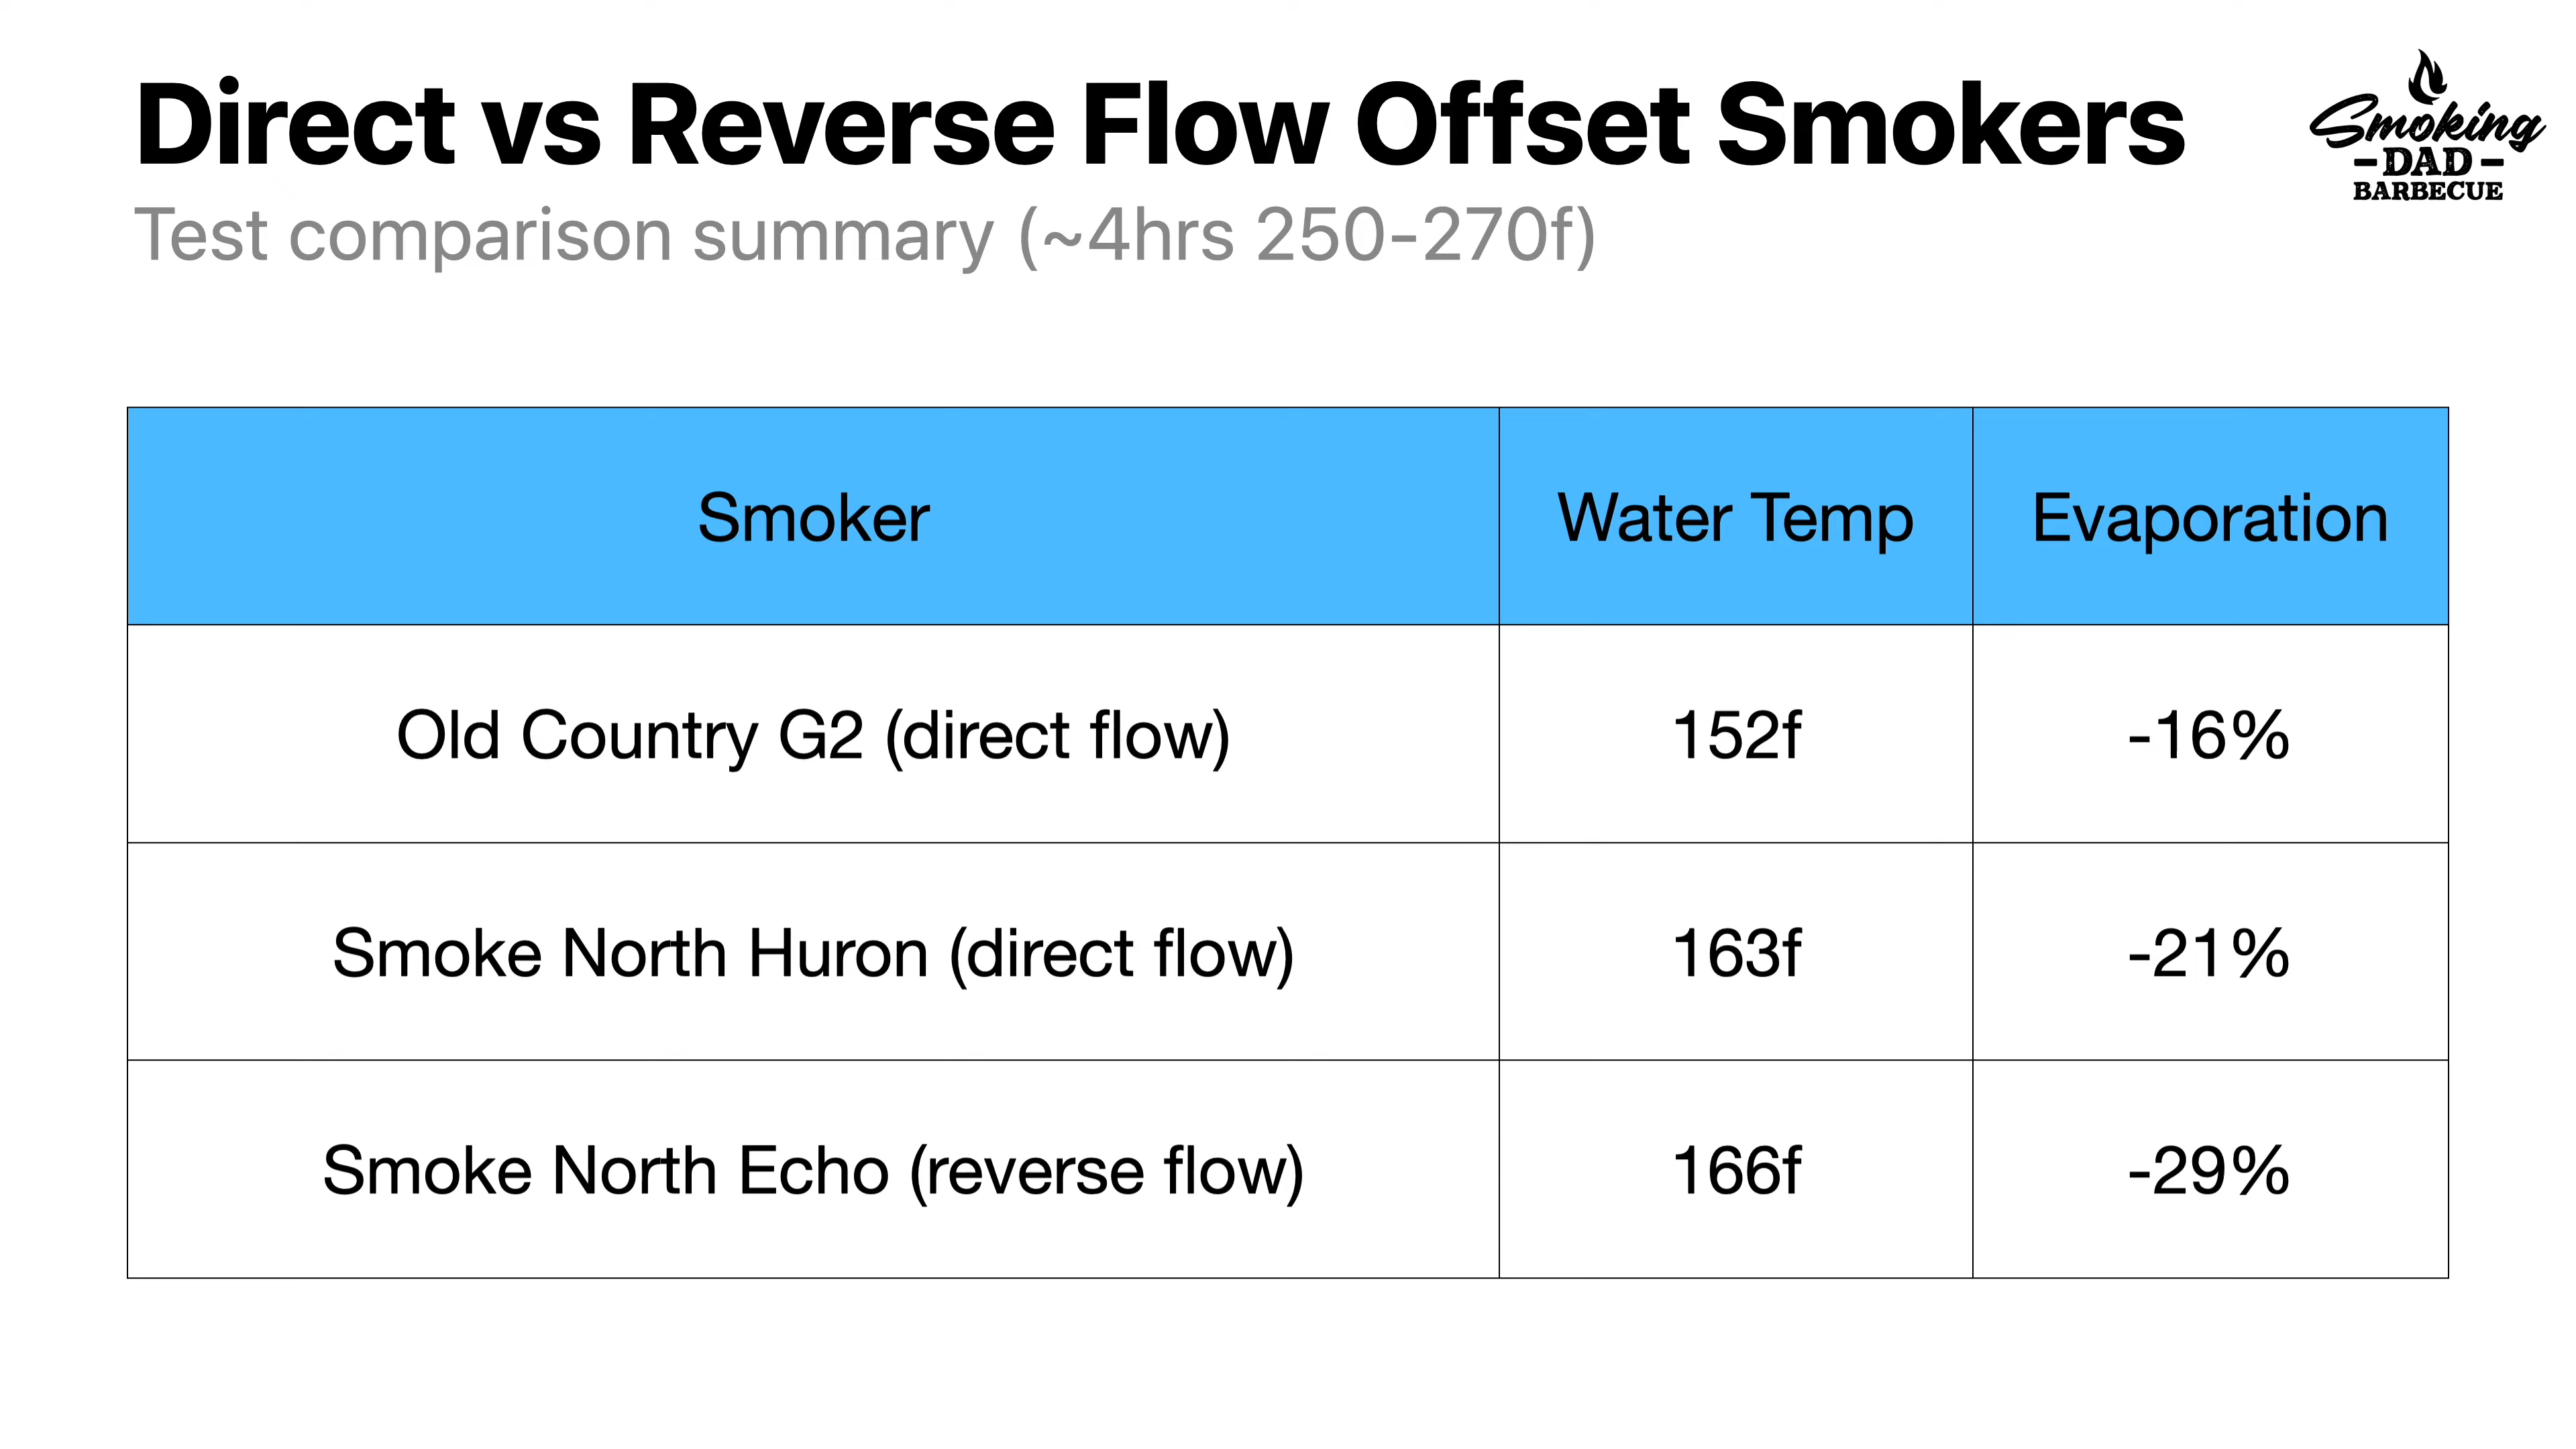 Direct vs Reverse Flow Offset Smokers
Smoking
-DAD-
BARBECUE
Test comparison summary (~4hrs 250-270f)
Smoker Water Temp Evaporation
Old Country G2 (direct flow) 152f -16%
Smoke North Huron (direct flow) 163f -21%
Smoke North Echo (reverse flow) 166f -29%